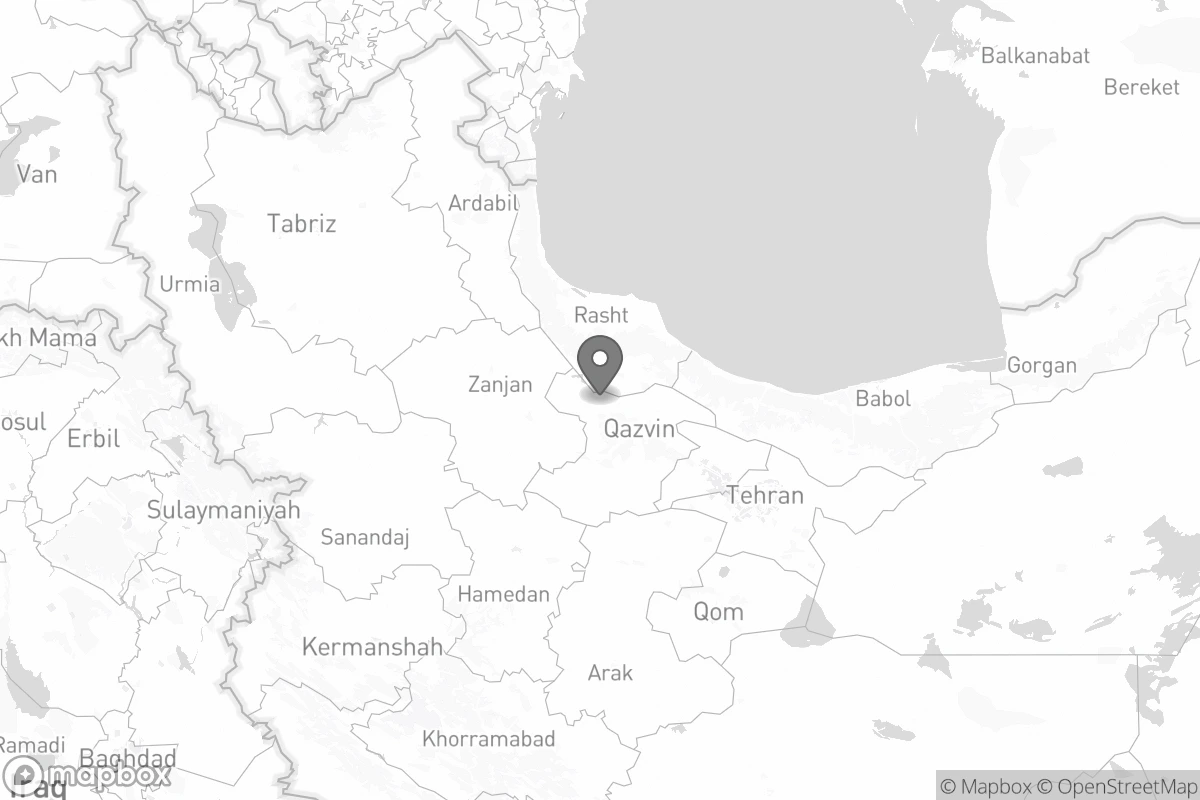 Balkanabat
Bereket
Van
Ardabil
Tabriz
Urmia
Rasht
kh Mama
Gorgan
Zanjan
Babol
osul
Erbil
Qazvin
Tehran
Sulaymaniyah
Sanandaj
Hamedan
Qom
Kermanshah
Arak
Khorramabad
Ramadi
Baghdad
Iraq
mapbox
© Mapbox © OpenStreetMap